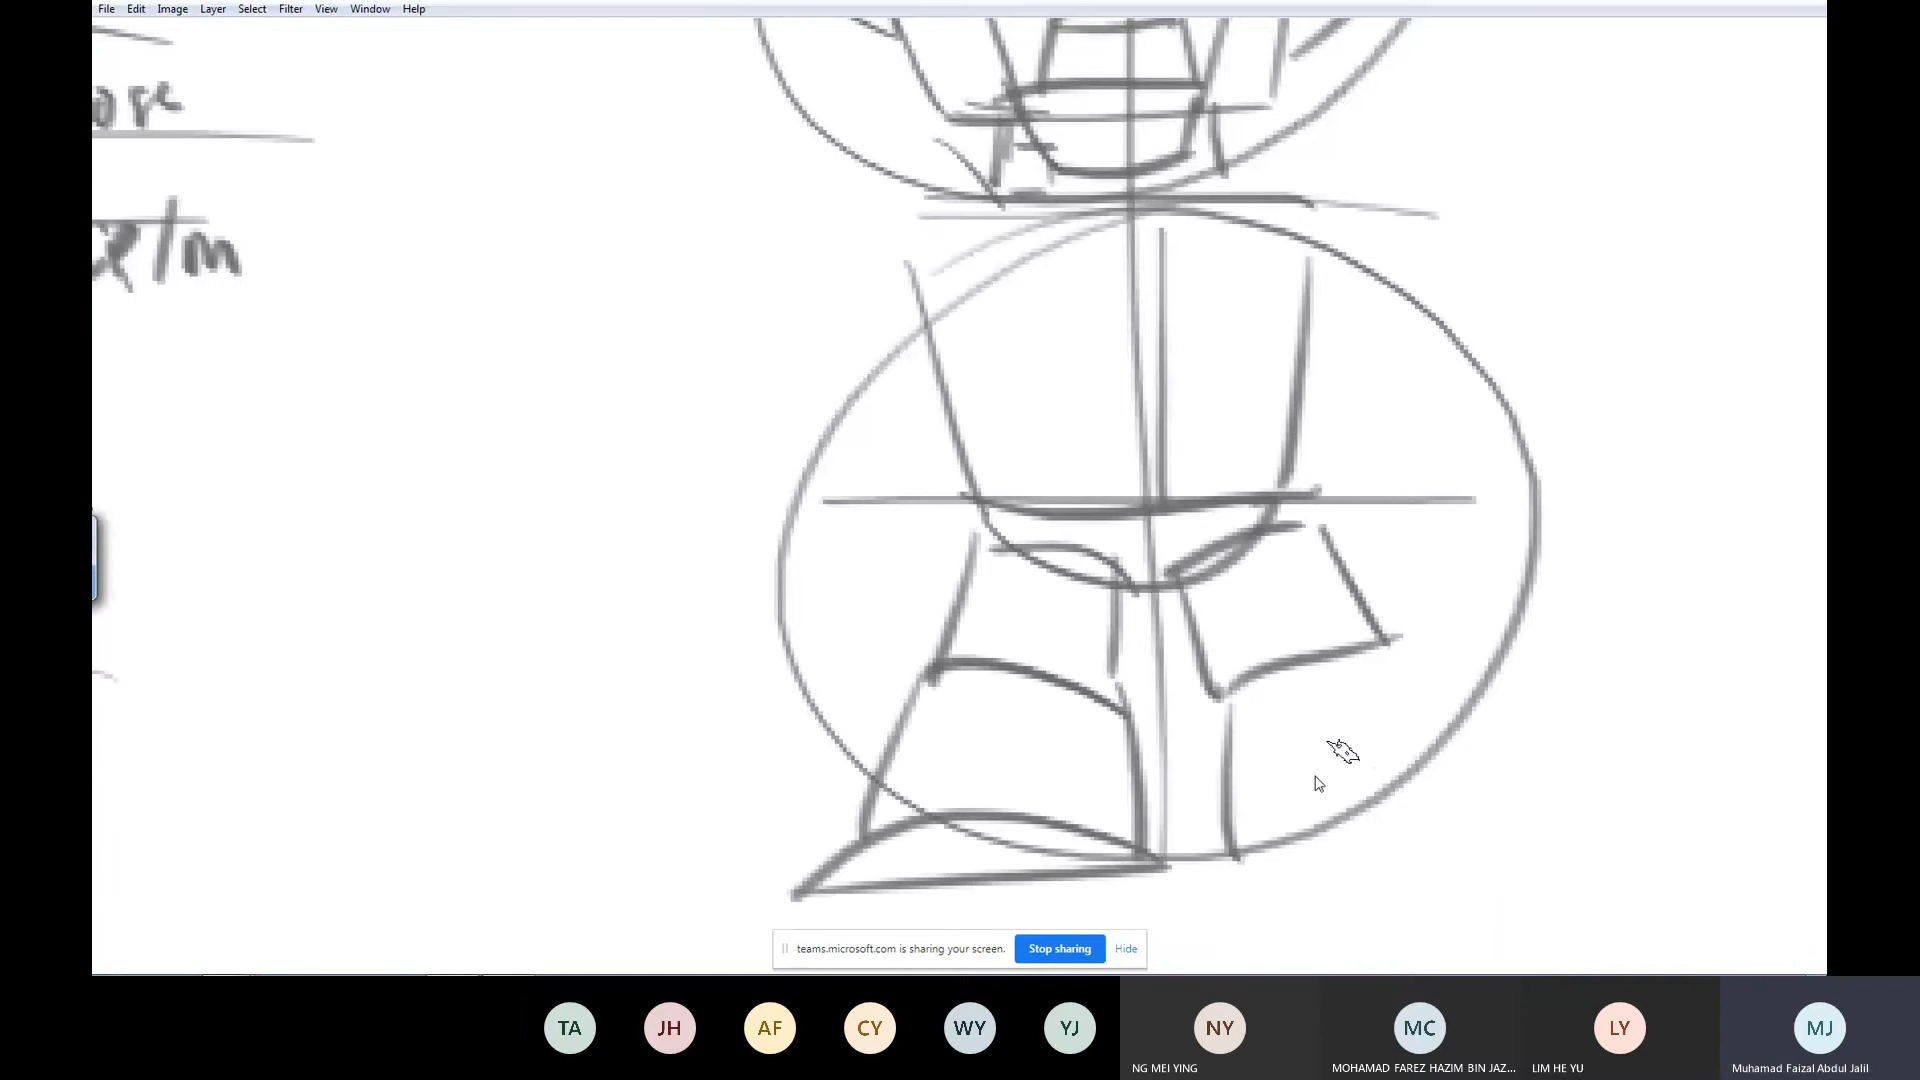 File Edit Image Layer Select Filter View Window Help
/m
teams.microsoft.com is sharing your screen. Stop sharing Hide
TA JH AF CY WY YJ NY MC LY MJ
NG MEI YING MOHAMAD FAREZ HAZIM BIN JAZ... LIM HE YU Muhamad Faizal Abdul Jalil